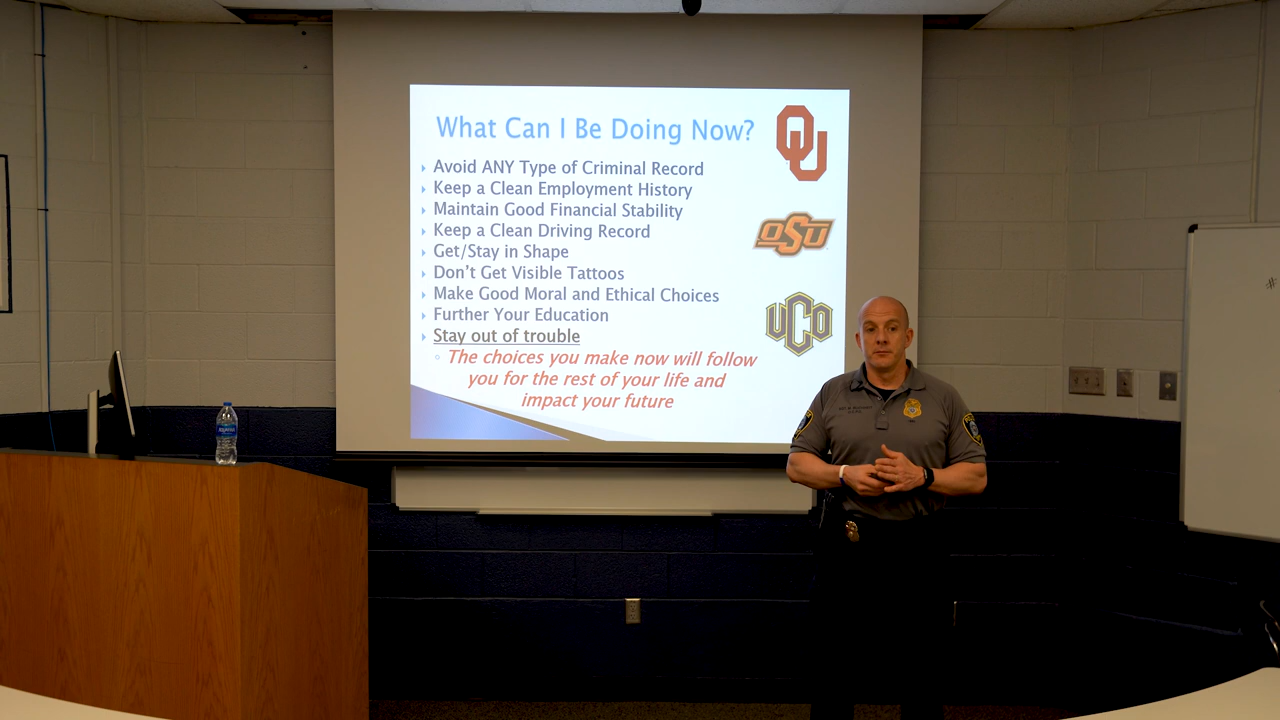 What Can I Be Doing Now?
Avoid ANY Type of Criminal Record
Keep a Clean Employment History
Maintain Good Financial Stability
Keep a Clean Driving Record
Get/Stay in Shape
Don't Get Visible Tattoos
Make Good Moral and Ethical Choices
Further Your Education
Stay out of trouble
The choices you make now will follow
you for the rest of your life and
impact your future
OU
OSU
UCO